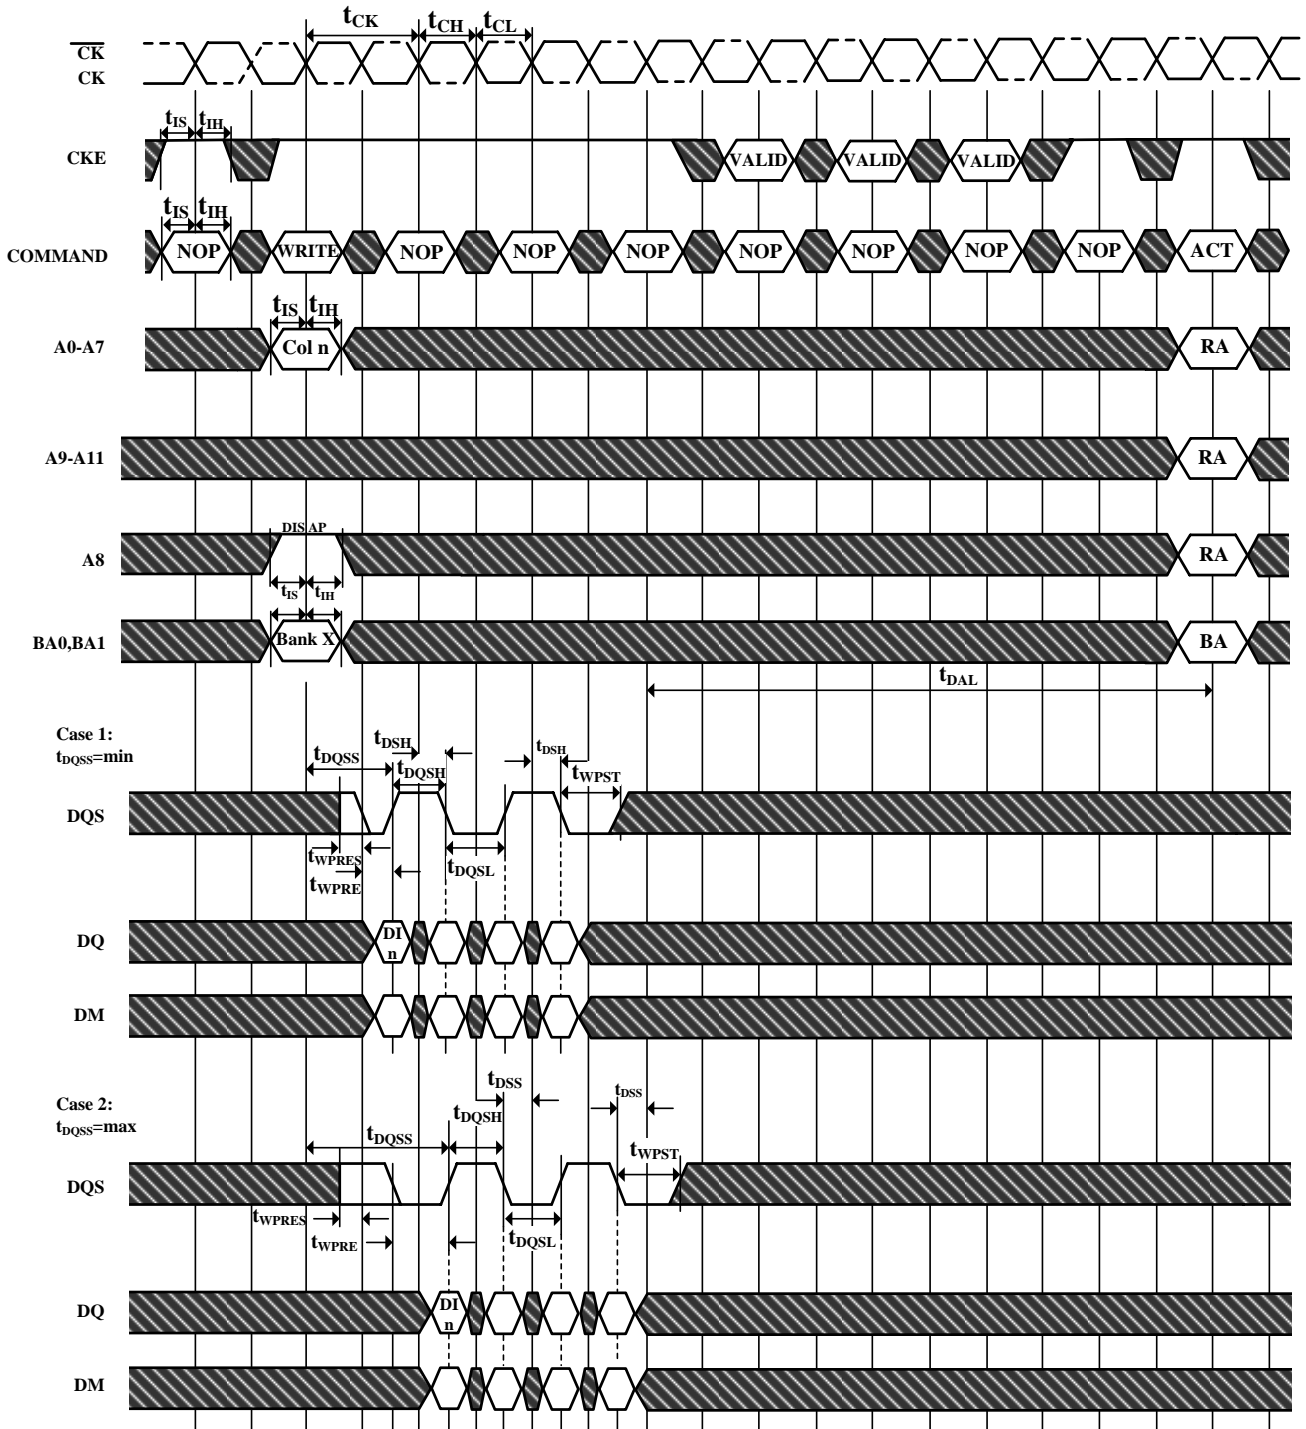 tCK tCH tCL
CK
CK
tIS tIH
CKE VALID VALID VALID
tIS tIH
COMMAND NOP WRITE NOP NOP NOP NOP NOP NOP NOP ACT
tIS tIH
A0-A7 Col n RA
A9-A11 RA
DIS AP
A8 RA
tIS tIH
BA0,BA1 Bank X BA
tDAL
Case 1:
tDQSS=min
tDSH tDSH
tDQSS tDQSH tWPST
DQS
tWPRES tDQSL
tWPRE
DQ DI n
DM
Case 2:
tDQSS=max
tDSS tDSS
tDQSS tDQSH tWPST
DQS
tWPRES
tWPRE tDQSL
DQ DI n
DM